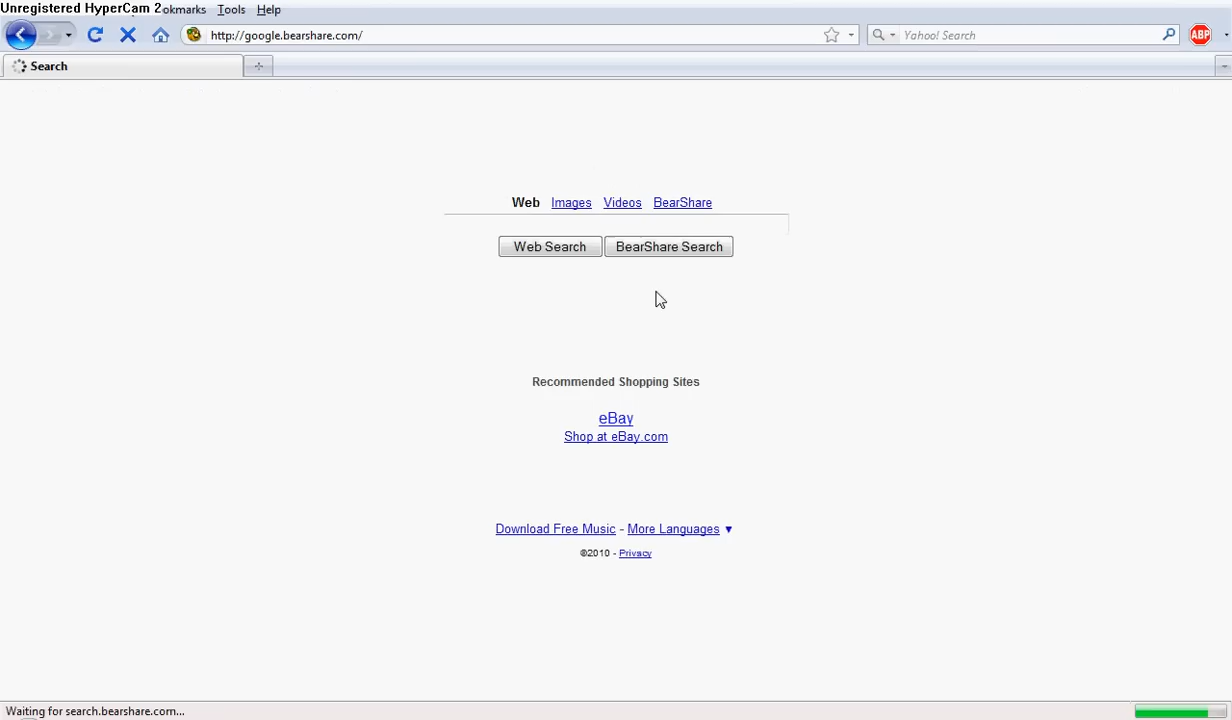 Unregistered HyperCam 2 okmarks Tools Help
http://google.bearshare.com/ Yahoo! Search ABP
Search
Web Images Videos BearShare
Web Search BearShare Search
Recommended Shopping Sites
eBay
Shop at eBay.com
Download Free Music - More Languages ▼
©2010 - Privacy
Waiting for search.bearshare.com...